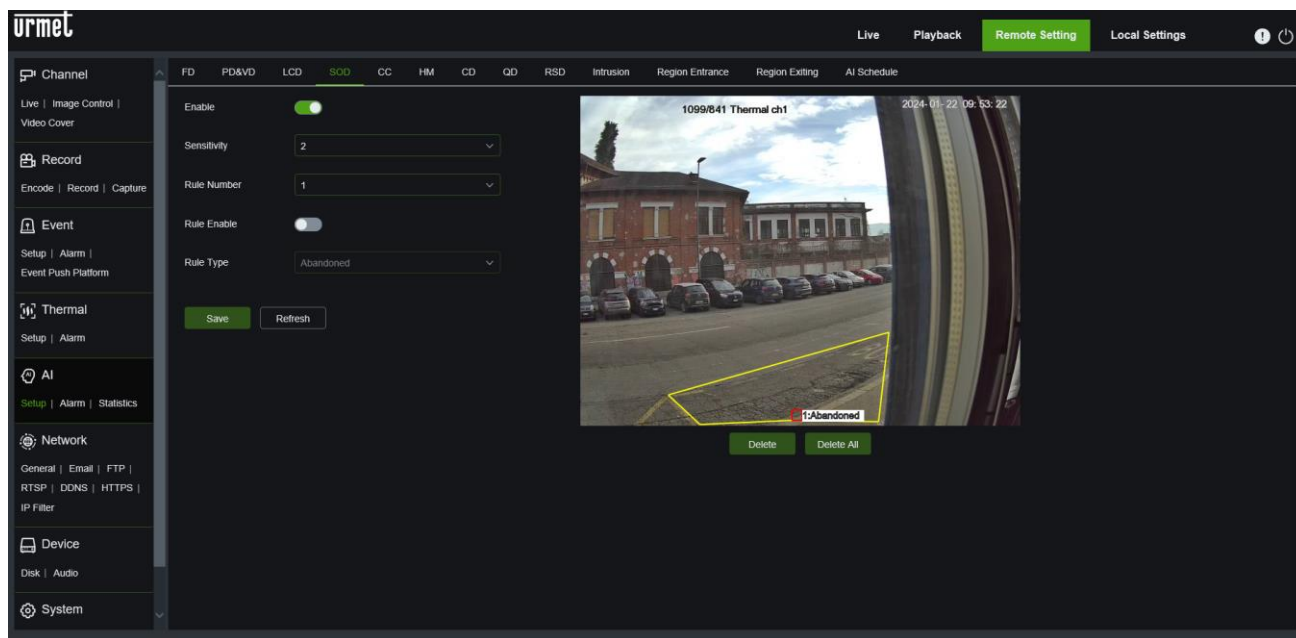 urmet
Live Playback Remote Setting Local Settings
Channel
Live | Image Control |
Video Cover
Record
Encode | Record | Capture
Event
Setup | Alarm |
Event Push Platform
Thermal
Setup | Alarm
AI
Setup | Alarm | Statistics
Network
General | Email | FTP |
RTSP | DDNS | HTTPS |
IP Filter
Device
Disk | Audio
System
FD PD&VD LCD SOD CC HM CD QD RSD Intrusion Region Entrance Region Exiting AI Schedule
Enable
Sensitivity 2
Rule Number 1
Rule Enable
Rule Type Abandoned
Save Refresh
1099/841 Thermal ch1 2024-01-22 09:53:22
1:Abandoned
Delete Delete All